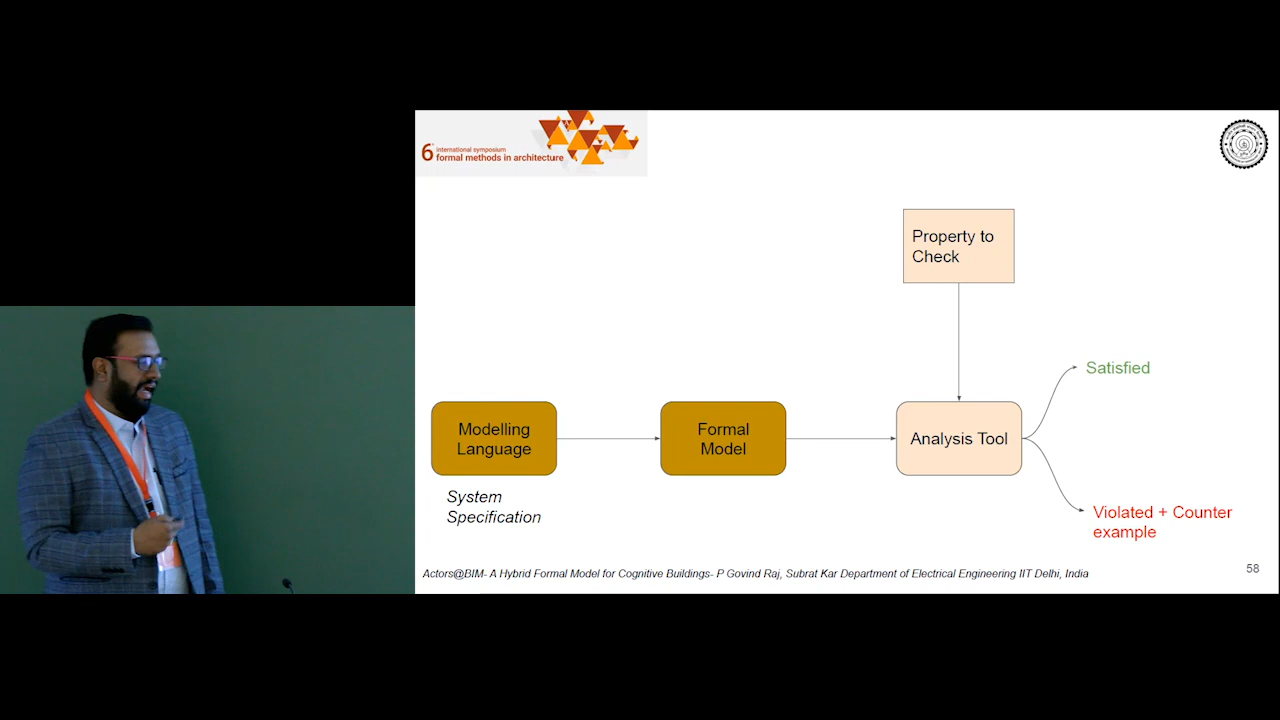 6
international symposium
formal methods in architecture
Property to
Check
Satisfied
Modelling
Language
Formal
Model
Analysis Tool
System
Specification
Violated + Counter
example
Actors@BIM- A Hybrid Formal Model for Cognitive Buildings- P Govind Raj, Subrat Kar Department of Electrical Engineering IIT Delhi, India
58